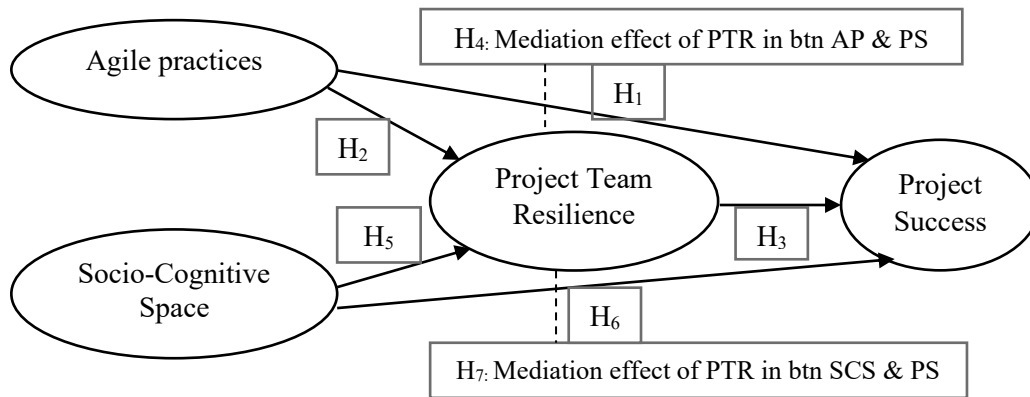 H4: Mediation effect of PTR in btn AP & PS
Agile practices
H1
H2
Project Team
Resilience
Project
Success
H5
H3
Socio-Cognitive
Space
H6
H7: Mediation effect of PTR in btn SCS & PS